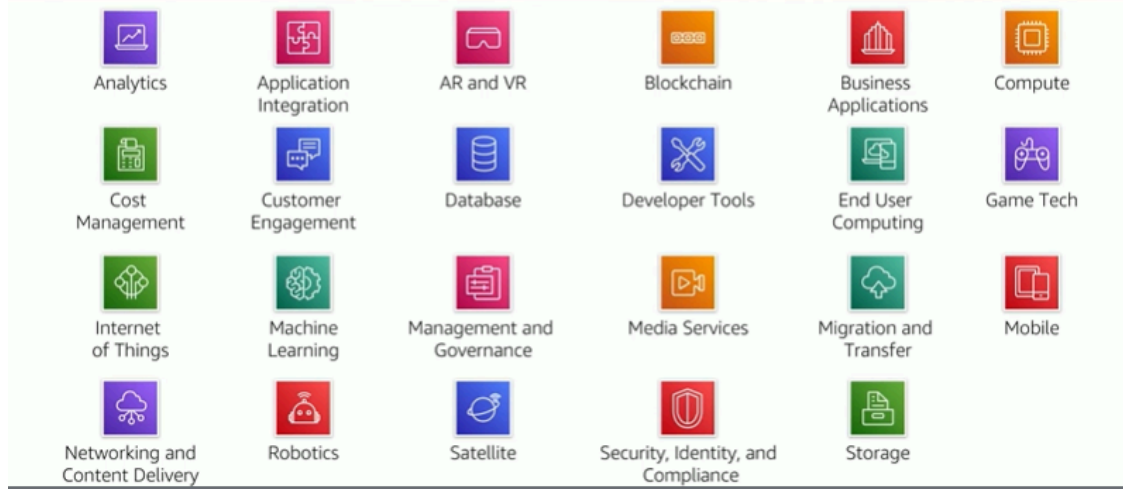 Analytics
Application
Integration
AR and VR
Blockchain
Business
Applications
Compute
Cost
Management
Customer
Engagement
Database
Developer Tools
End User
Computing
Game Tech
Internet
of Things
Machine
Learning
Management and
Governance
Media Services
Migration and
Transfer
Mobile
Networking and
Content Delivery
Robotics
Satellite
Security, Identity, and
Compliance
Storage